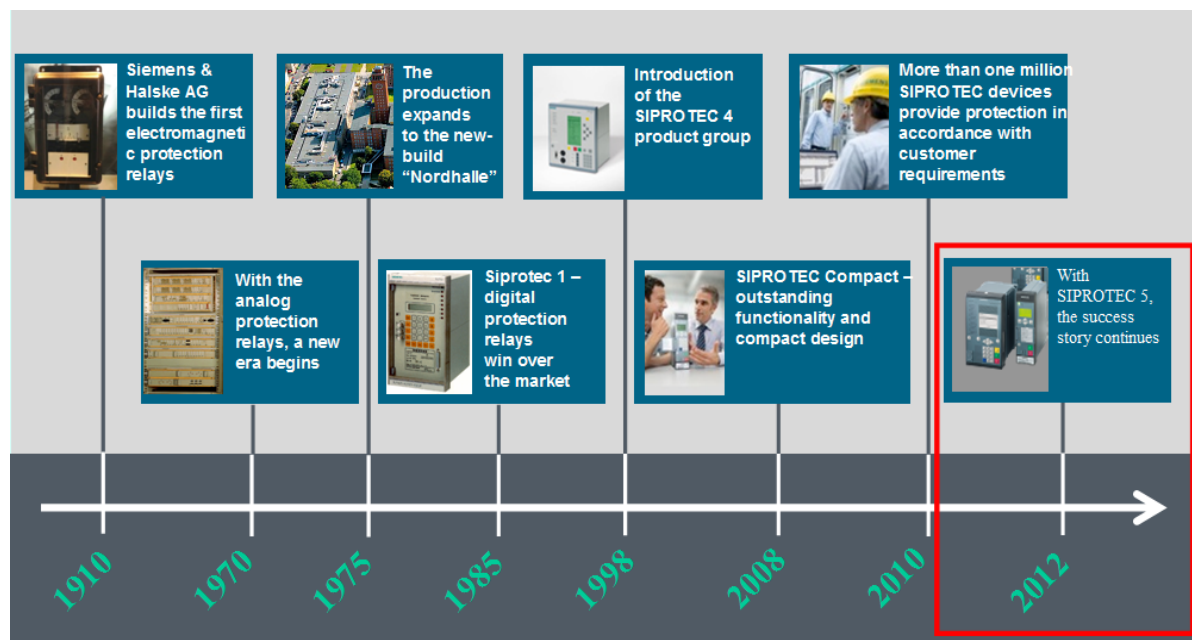 Siemens &
Halske AG
builds the first
electromagneti
c protection
relays
The
production
expands
to the new-
build
“Nordhalle”
Introduction
of the
SIPROTEC 4
product group
More than one million
SIPROTEC devices
provide protection in
accordance with
customer
requirements
With the
analog
protection
relays, a new
era begins
Siprotec 1 –
digital
protection
relays
win over
the market
SIPROTEC Compact –
outstanding
functionality and
compact design
With
SIPROTEC 5,
the success
story continues
1910
1970
1975
1985
1998
2008
2010
2012